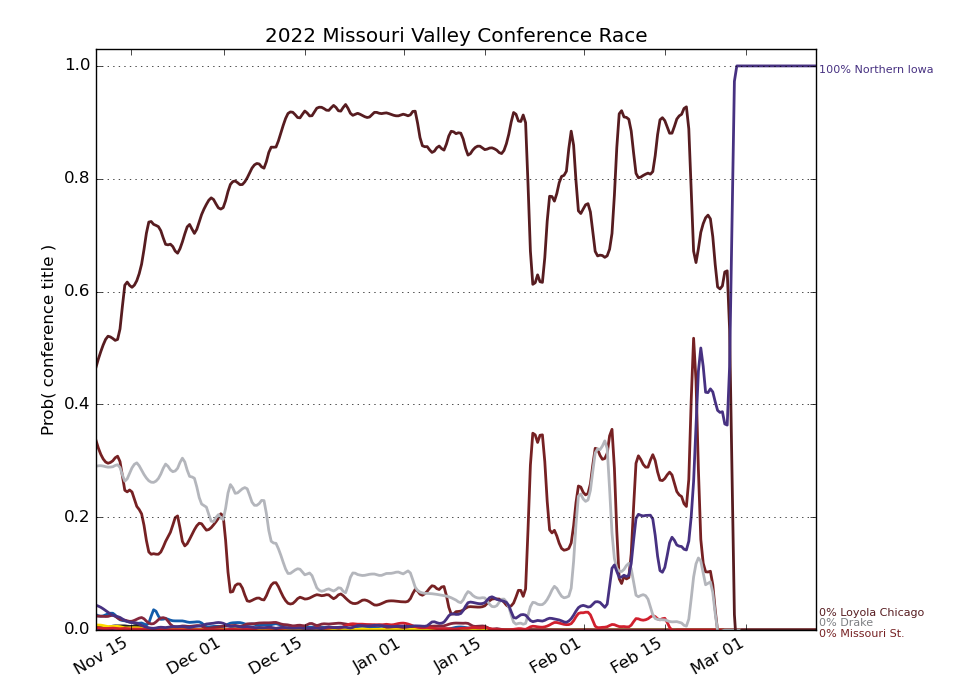 2022 Missouri Valley Conference Race
1.0
0.8
0.6
0.4
0.2
0.0
Prob( conference title )
100% Northern Iowa
0% Loyola Chicago
0% Drake
0% Missouri St.
Nov 15
Dec 01
Dec 15
Jan 01
Jan 15
Feb 01
Feb 15
Mar 01